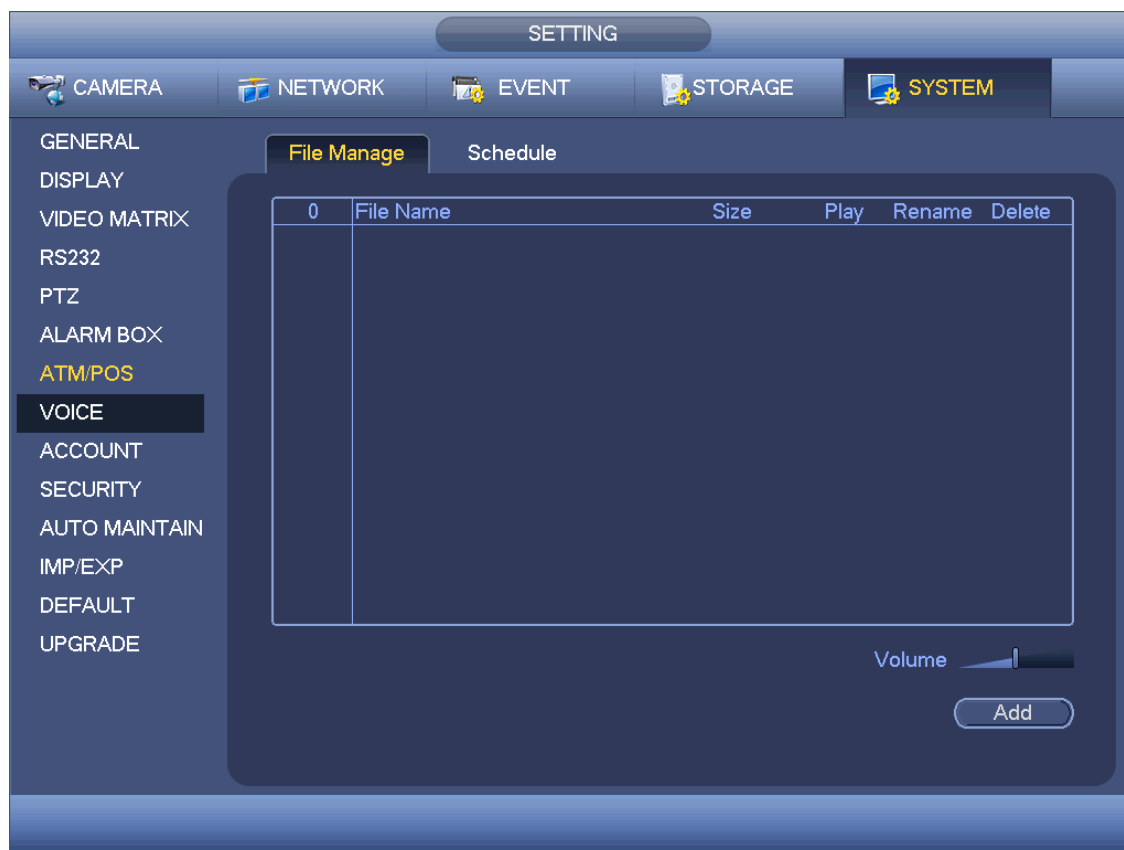 SETTING
CAMERA NETWORK EVENT STORAGE SYSTEM
GENERAL
DISPLAY
VIDEO MATRIX
RS232
PTZ
ALARM BOX
ATM/POS
VOICE
ACCOUNT
SECURITY
AUTO MAINTAIN
IMP/EXP
DEFAULT
UPGRADE
File Manage Schedule
0 File Name Size Play Rename Delete
Volume
Add